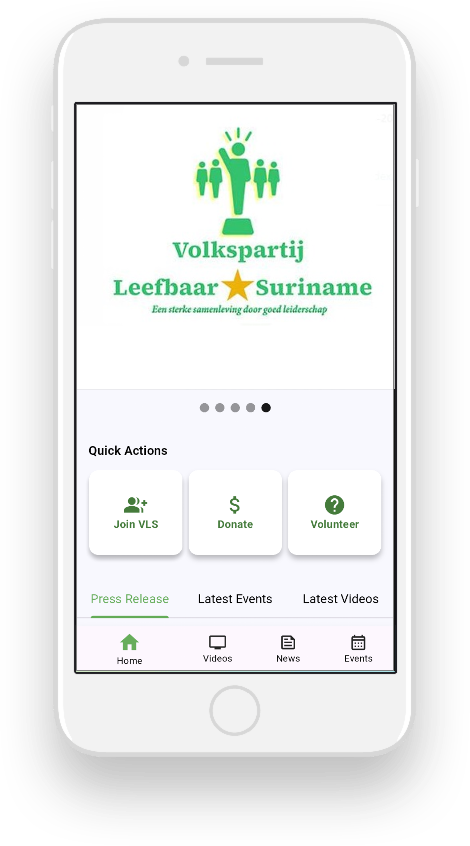 Volkspartij
Leefbaar Suriname
Een sterke samenleving door goed leiderschap
Quick Actions
Join VLS Donate Volunteer
Press Release Latest Events Latest Videos
Home Videos News Events